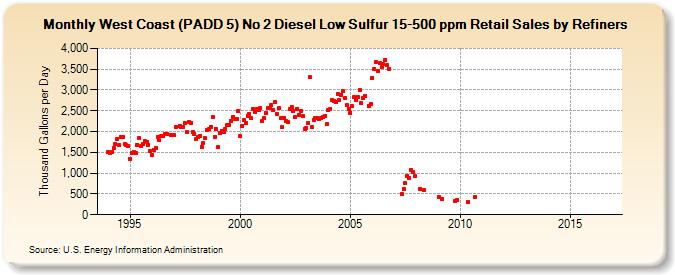 Monthly West Coast (PADD 5) No 2 Diesel Low Sulfur 15-500 ppm Retail Sales by Refiners
Thousand Gallons per Day
4,000
3,500
3,000
2,500
2,000
1,500
1,000
500
0
1995 2000 2005 2010 2015
Source: U.S. Energy Information Administration